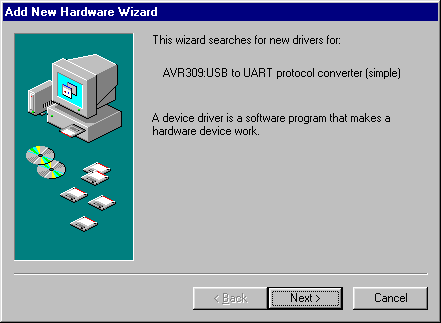 Add New Hardware Wizard
This wizard searches for new drivers for:
AVR309:USB to UART protocol converter (simple)
A device driver is a software program that makes a
hardware device work.
< Back
Next >
Cancel